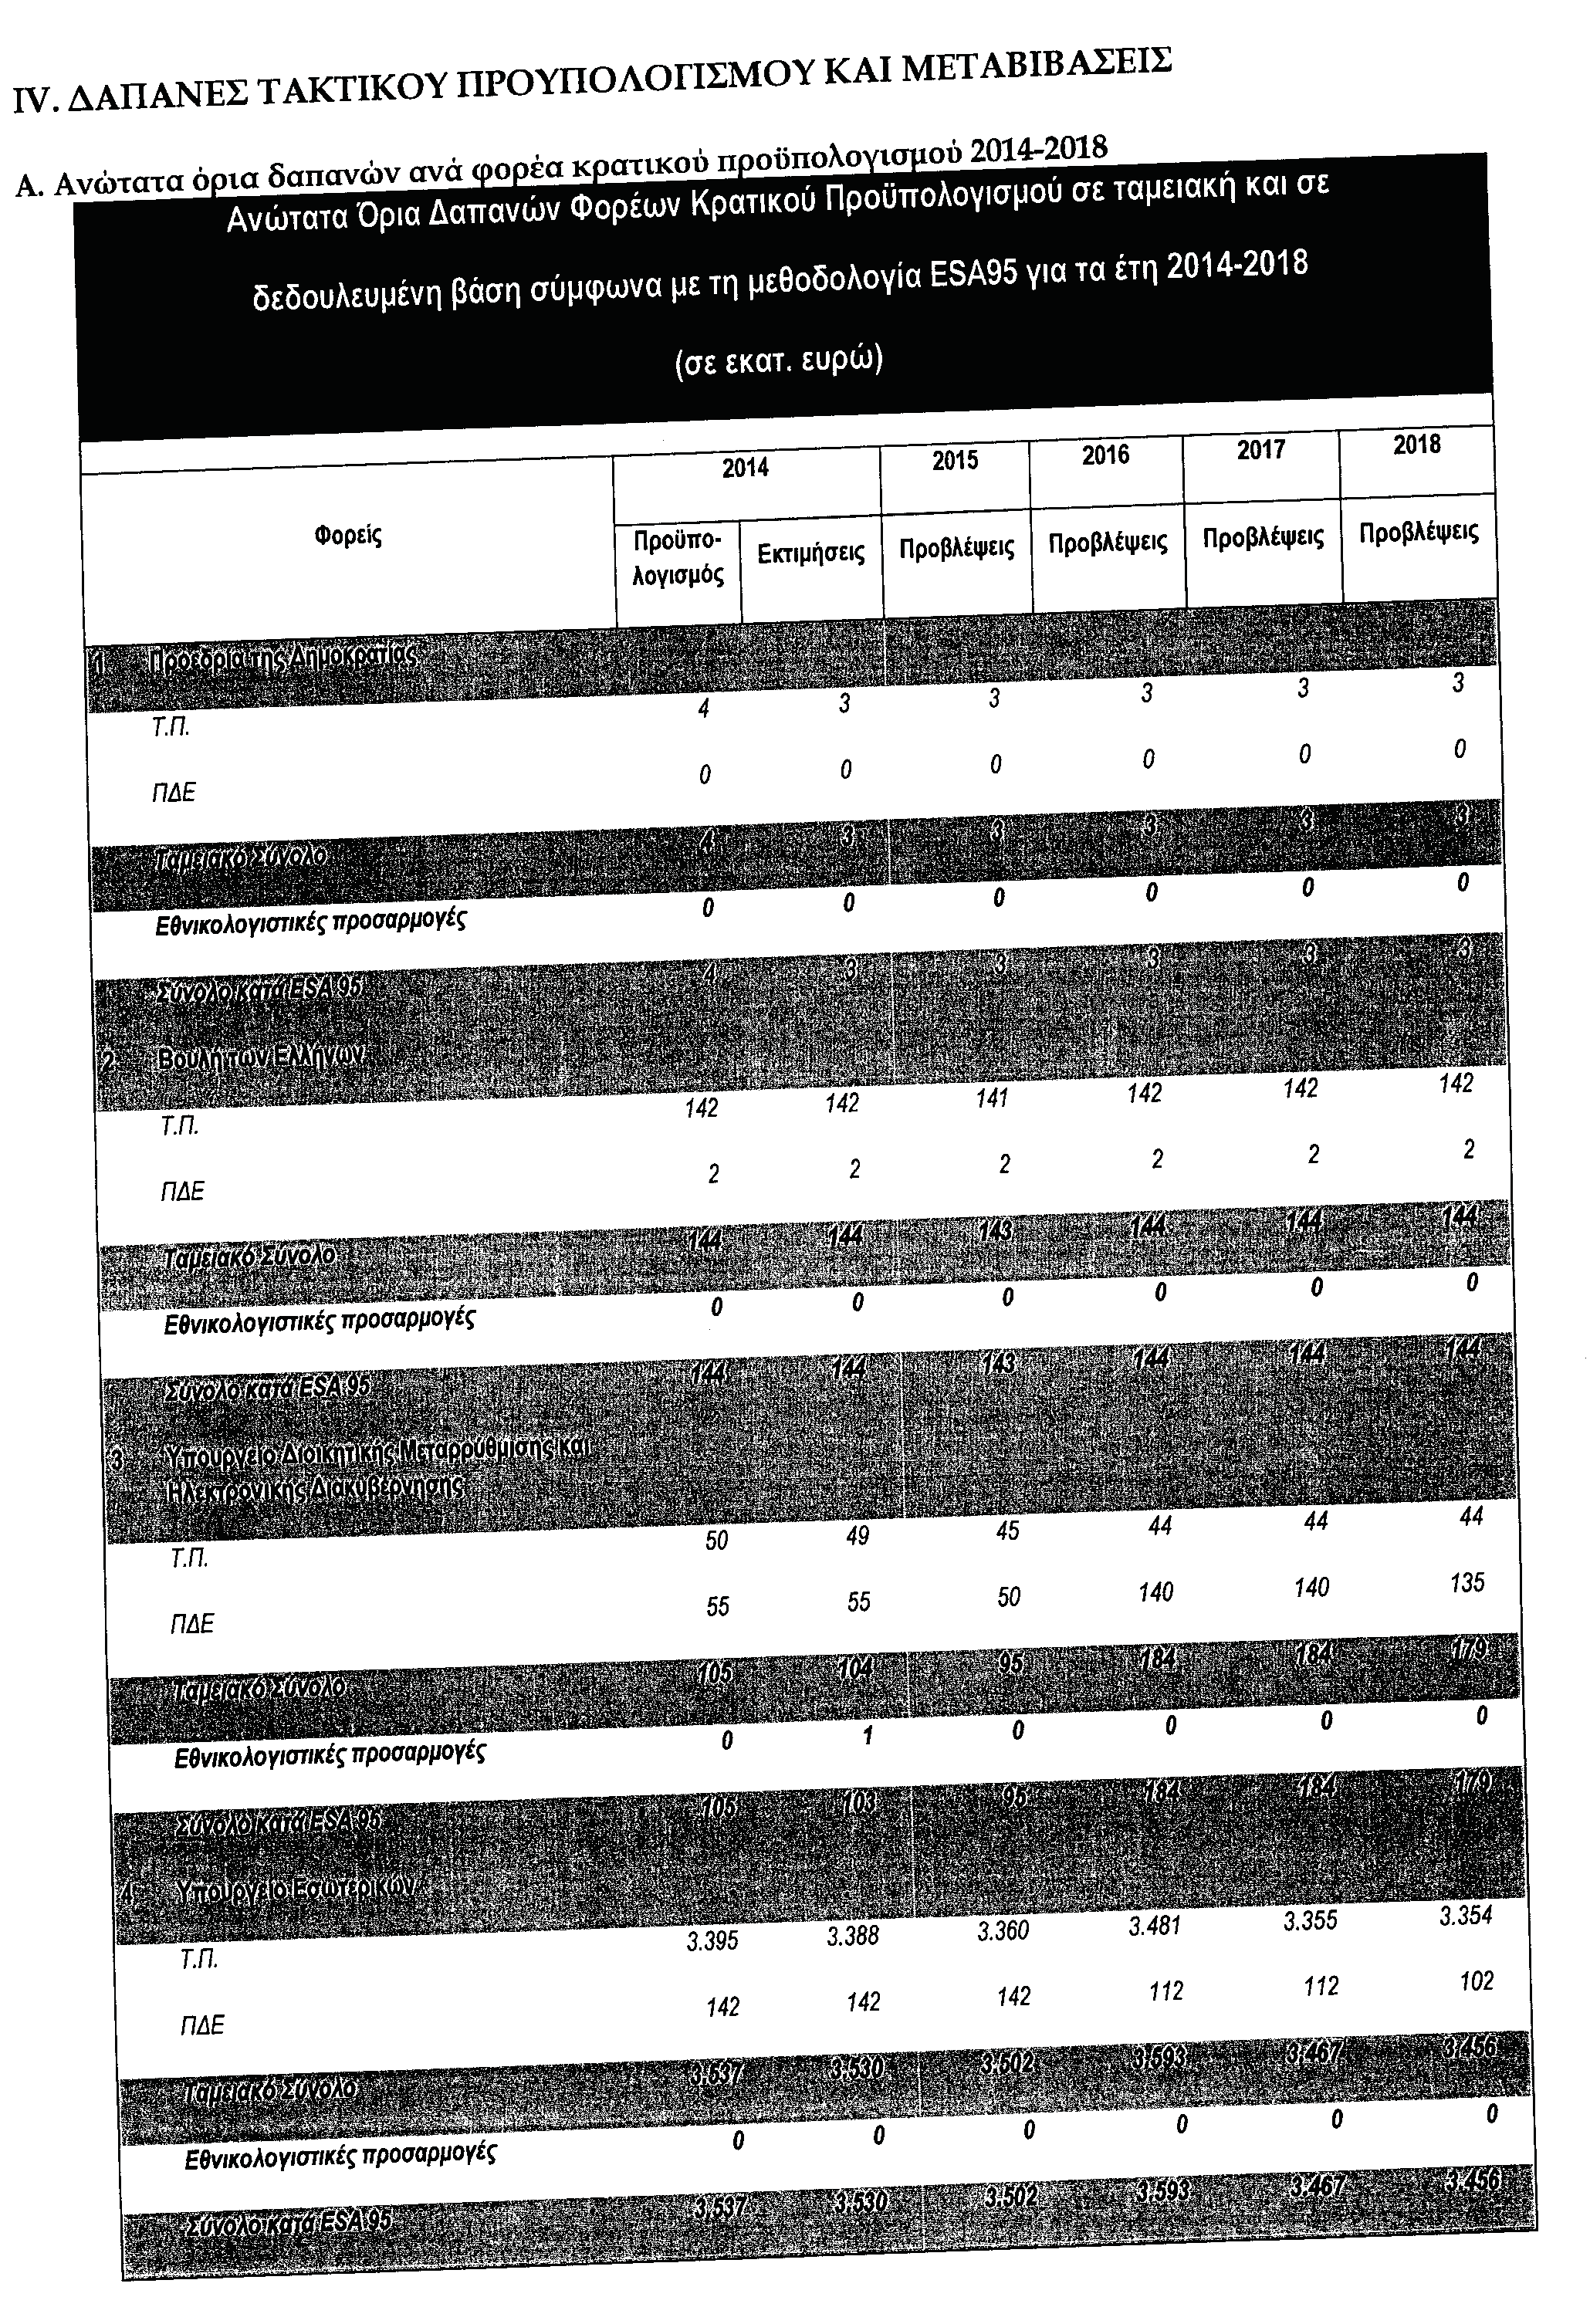 IV. ΔΑΠΑΝΕΣ ΤΑΚΤΙΚΟΥ ΠΡΟΥΠΟΛΟΓΙΣΜΟΥ ΚΑΙ ΜΕΤΑΒΙΒΑΣΕΙΣ
Α. Ανώτατα όρια δαπανών ανά φορέα κρατικού προϋπολογισμού 2014-2018
Ανώτατα Όρια Δαπανών Φορέων Κρατικού Προϋπολογισμού σε ταμειακή και σε
δεδουλευμένη βάση σύμφωνα με τη μεθοδολογία ESA95 για τα έτη 2014-2018
(σε εκατ. ευρώ)
2014 2015 2016 2017 2018
Φορείς Προϋπο- Εκτιμήσεις Προβλέψεις Προβλέψεις Προβλέψεις Προβλέψεις
λογισμός
1 Προεδρία της Δημοκρατίας
Τ.Π. 4 3 3 3 3 3
ΠΔΕ 0 0 0 0 0 0
Ταμειακό Σύνολο 4 3 3 3 3 3
Εθνικολογιστικές προσαρμογές 0 0 0 0 0 0
Σύνολο κατά ESA 95 4 3 3 3 3 3
2 Βουλή των Ελλήνων
Τ.Π. 142 142 141 142 142 142
ΠΔΕ 2 2 2 2 2 2
Ταμειακό Σύνολο 144 144 143 144 144 144
Εθνικολογιστικές προσαρμογές 0 0 0 0 0 0
Σύνολο κατά ESA 95 144 144 143 144 144 144
3 Υπουργείο Διοικητικής Μεταρρύθμισης και
Ηλεκτρονικής Διακυβέρνησης
Τ.Π. 50 49 45 44 44 44
ΠΔΕ 55 55 50 140 140 135
Ταμειακό Σύνολο 105 104 95 184 184 179
Εθνικολογιστικές προσαρμογές 0 1 0 0 0 0
Σύνολο κατά ESA 95 105 103 95 184 184 179
4 Υπουργείο Εσωτερικών
Τ.Π. 3.395 3.388 3.360 3.481 3.355 3.354
ΠΔΕ 142 142 142 112 112 102
Ταμειακό Σύνολο 3.537 3.530 3.502 3.593 3.467 3.456
Εθνικολογιστικές προσαρμογές 0 0 0 0 0 0
Σύνολο κατά ESA 95 3.537 3.530 3.502 3.593 3.467 3.456